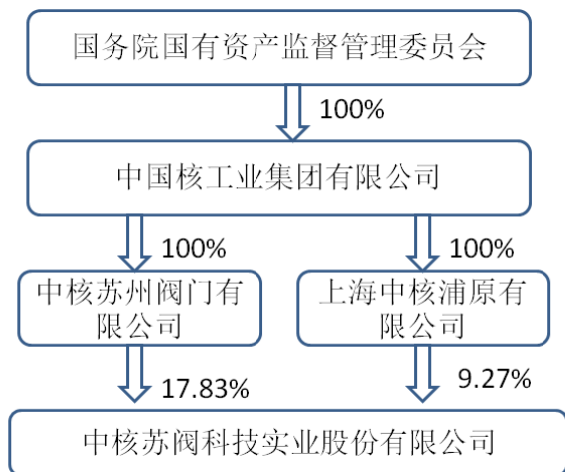 国务院国有资产监督管理委员会
100%
中国核工业集团有限公司
100%
100%
中核苏州阀门有
限公司
上海中核浦原有
限公司
17.83%
9.27%
中核苏阀科技实业股份有限公司